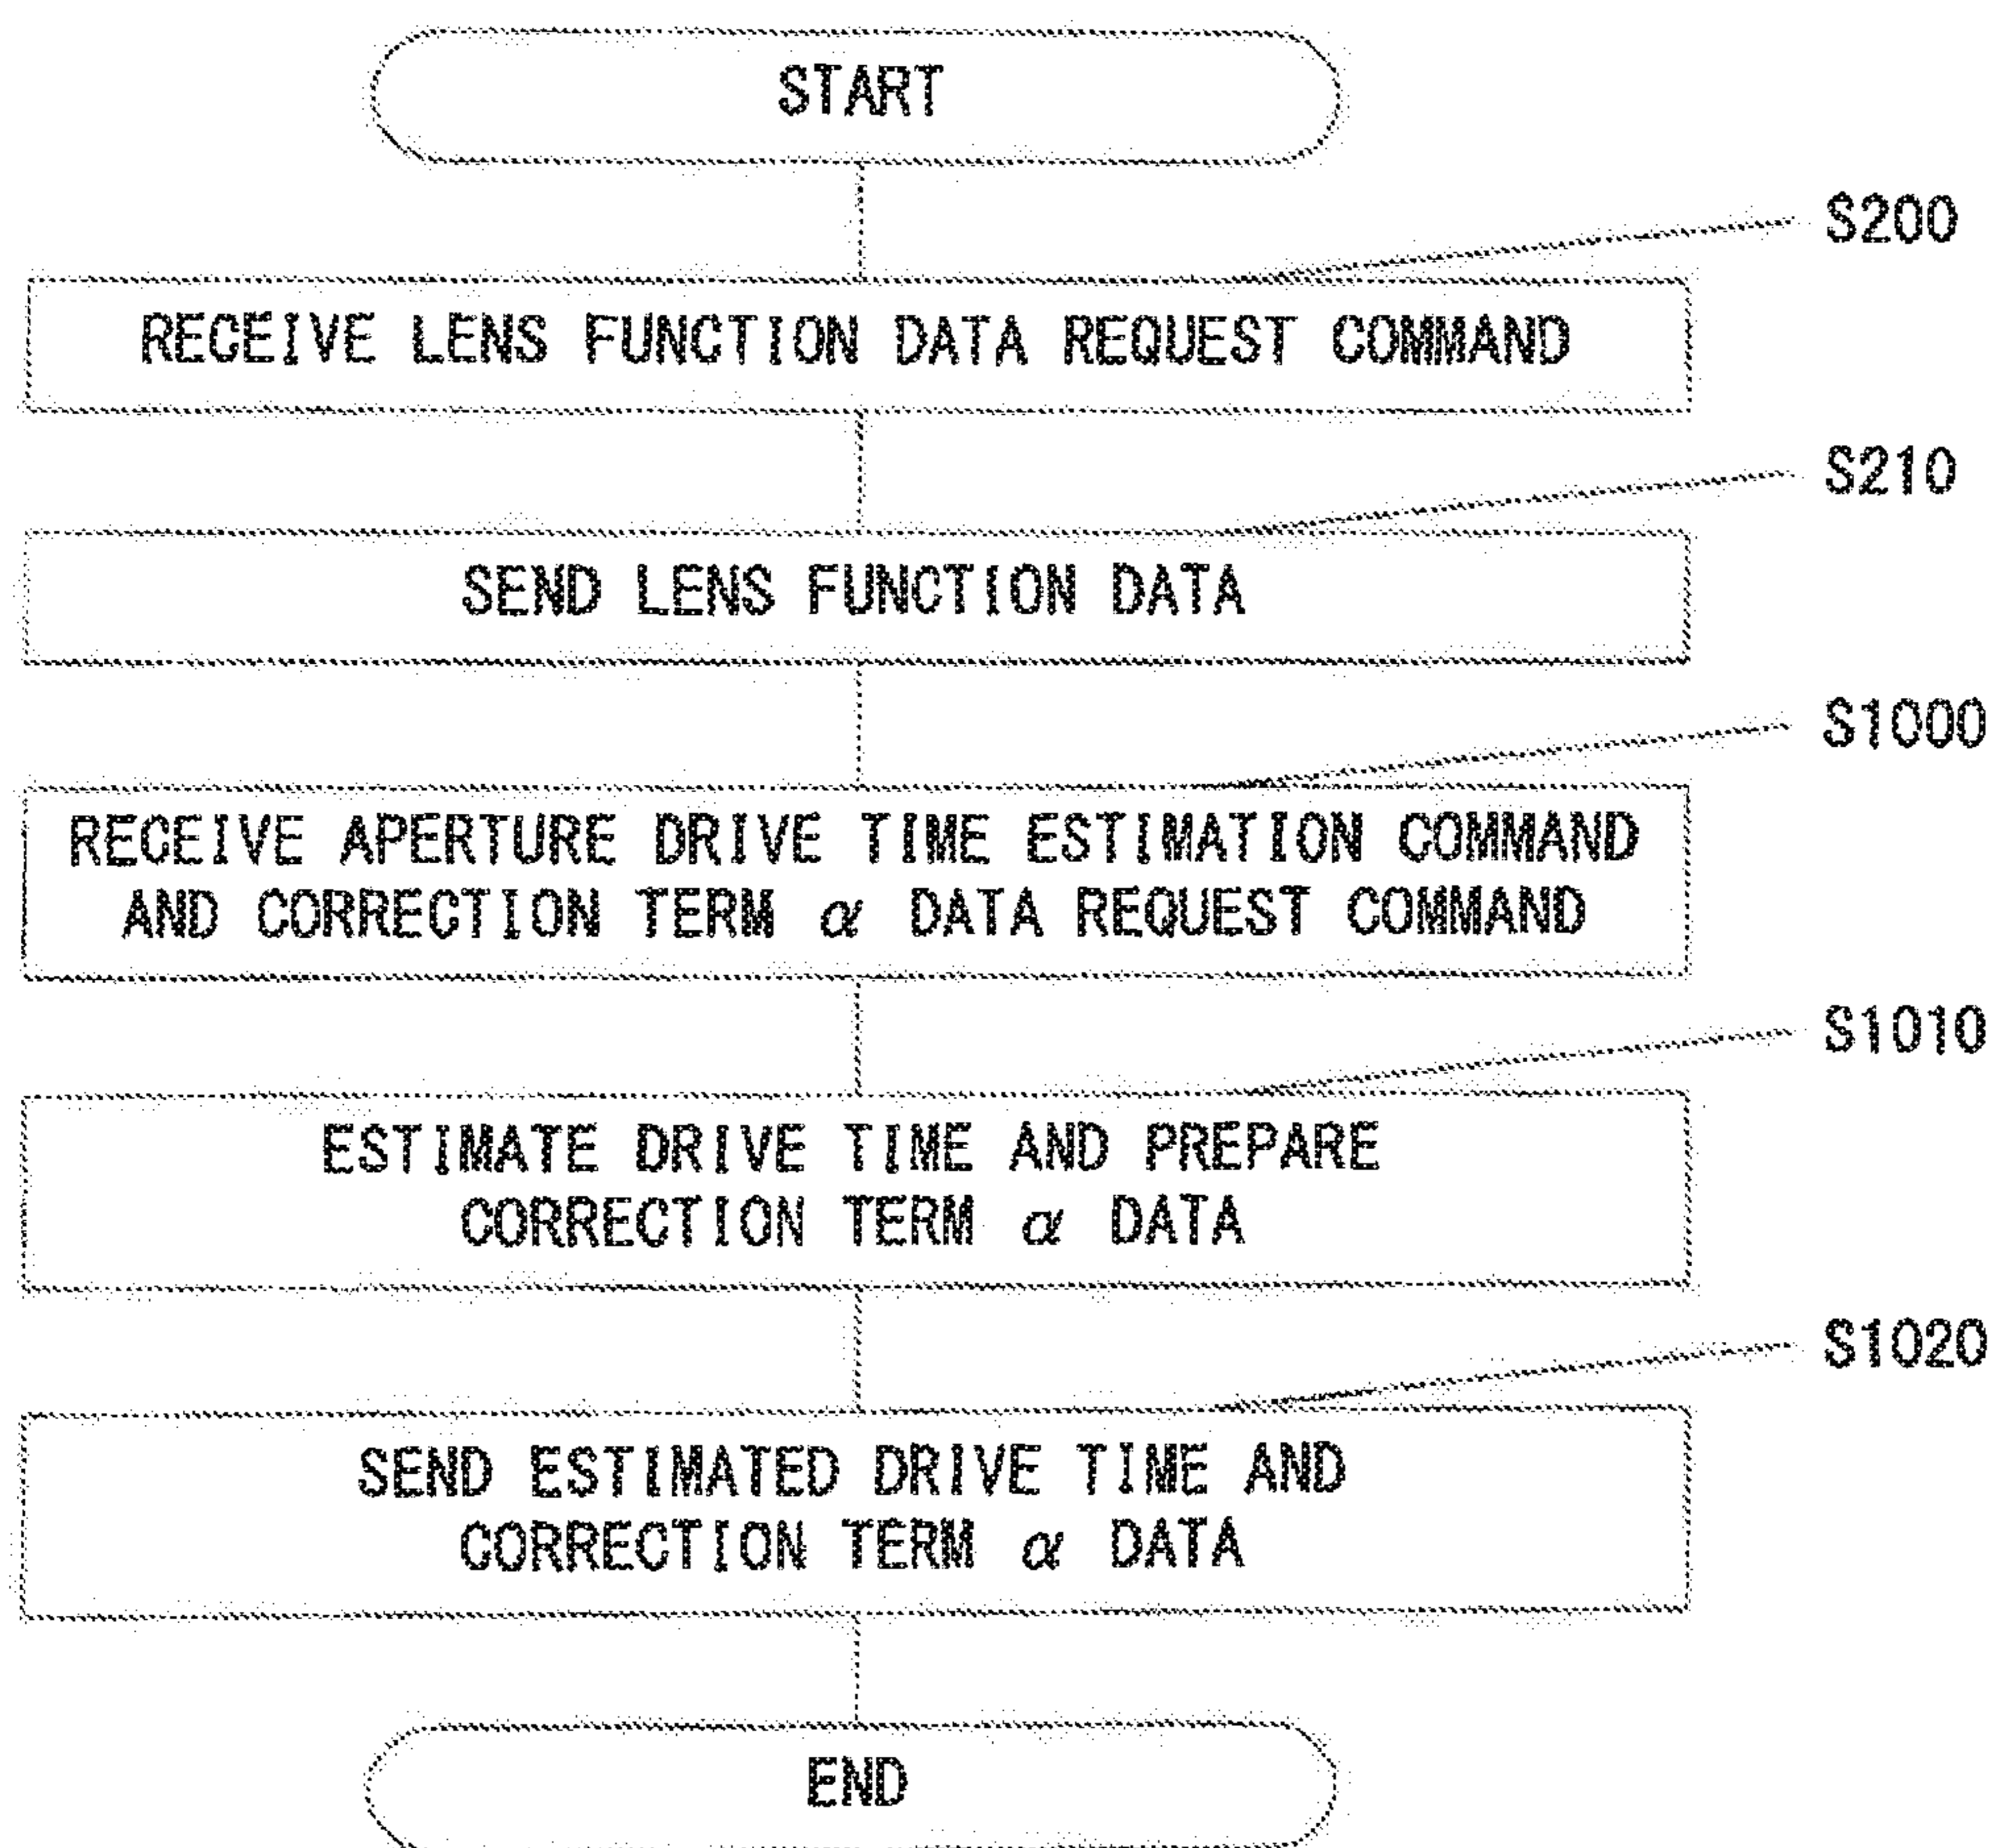 START
S200
RECEIVE LENS FUNCTION DATA REQUEST COMMAND
S210
SEND LENS FUNCTION DATA
S1000
RECEIVE APERTURE DRIVE TIME ESTIMATION COMMAND
AND CORRECTION TERM α DATA REQUEST COMMAND
S1010
ESTIMATE DRIVE TIME AND PREPARE
CORRECTION TERM α DATA
S1020
SEND ESTIMATED DRIVE TIME AND
CORRECTION TERM α DATA
END